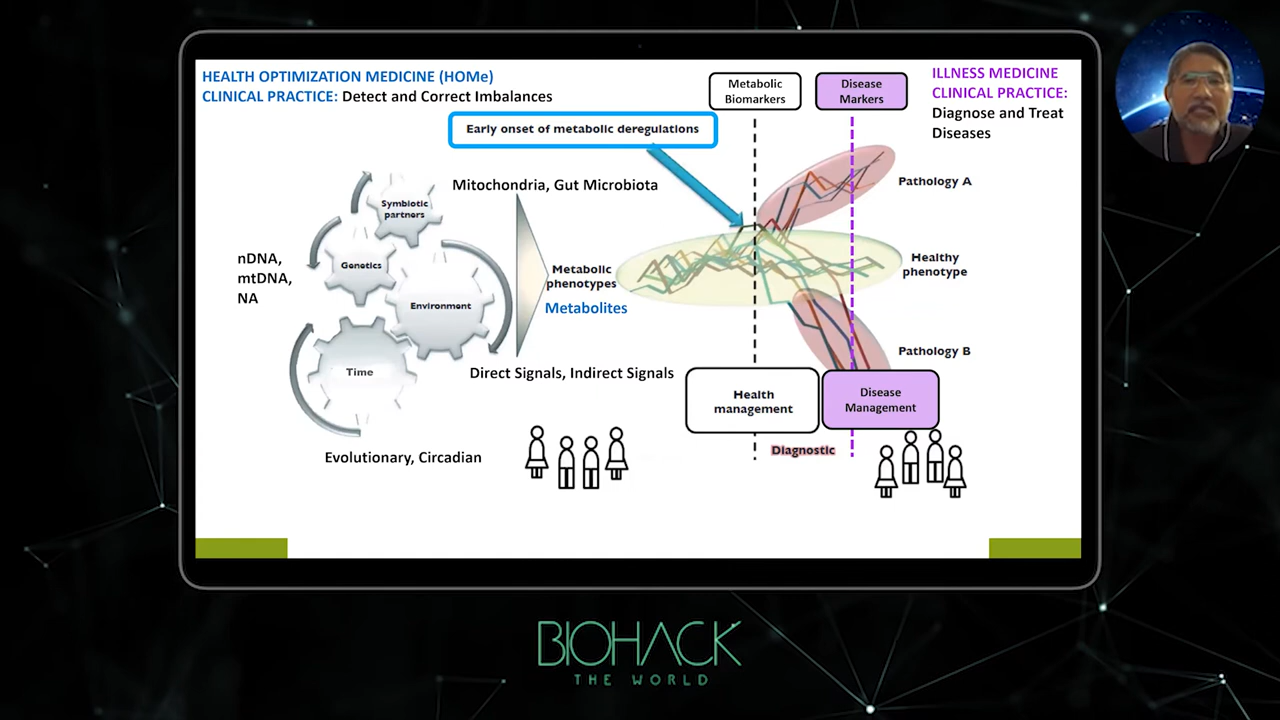 HEALTH OPTIMIZATION MEDICINE (HOMe)
CLINICAL PRACTICE: Detect and Correct Imbalances
Metabolic
Biomarkers
Disease
Markers
ILLNESS MEDICINE
CLINICAL PRACTICE:
Diagnose and Treat
Diseases
Early onset of metabolic deregulations
Mitochondria, Gut Microbiota
Pathology A
Symbiotic
partners
nDNA,
mtDNA,
NA
Genetics
Environment
Metabolic
phenotypes
Metabolites
Healthy
phenotype
Time
Direct Signals, Indirect Signals
Pathology B
Health
management
Disease
Management
Diagnostic
Evolutionary, Circadian
BIOHACK
THE WORLD